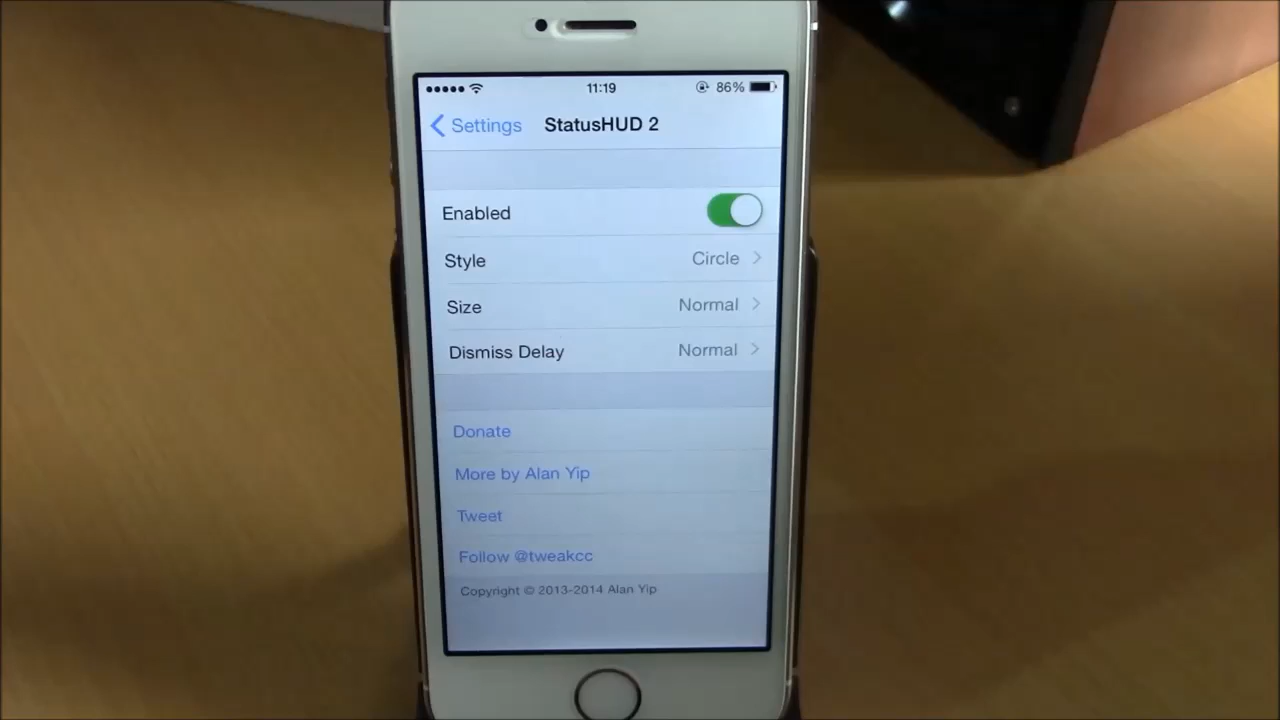 11:19 86%
Settings StatusHUD 2
Enabled
Style Circle
Size Normal
Dismiss Delay Normal
Donate
More by Alan Yip
Tweet
Follow @tweakcc
Copyright © 2013-2014 Alan Yip